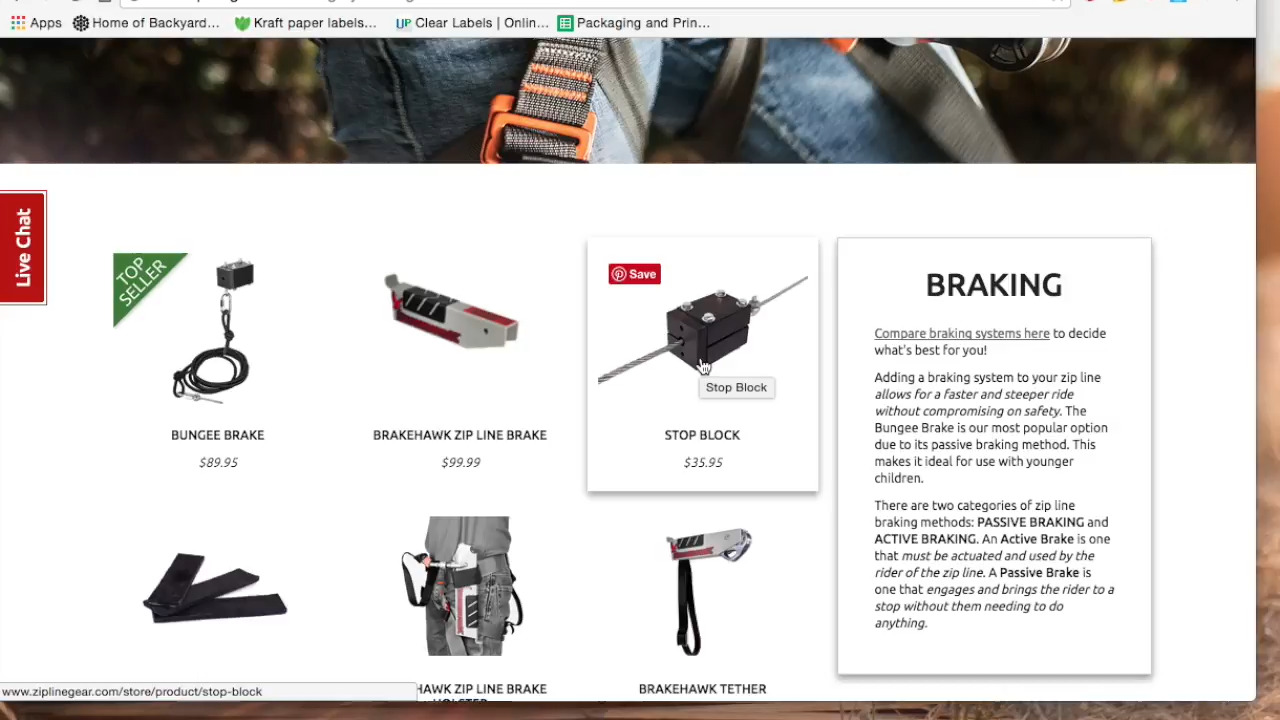 Apps
Home of Backyard...
Kraft paper labels...
UP Clear Labels | Onlin...
Packaging and Prin...
Live Chat
TOP
SELLER
Save
Stop Block
BUNGEE BRAKE
$89.95
BRAKEHAWK ZIP LINE BRAKE
$99.99
STOP BLOCK
$35.95
BRAKING
Compare braking systems here to decide
what's best for you!
Adding a braking system to your zip line
allows for a faster and steeper ride
without compromising on safety. The
Bungee Brake is our most popular option
due to its passive braking method. This
makes it ideal for use with younger
children.
There are two categories of zip line
braking methods: PASSIVE BRAKING and
ACTIVE BRAKING. An Active Brake is one
that must be actuated and used by the
rider of the zip line. A Passive Brake is
one that engages and brings the rider to a
stop without them needing to do
anything.
HAWK ZIP LINE BRAKE
BRAKEHAWK TETHER
www.ziplinegear.com/store/product/stop-block